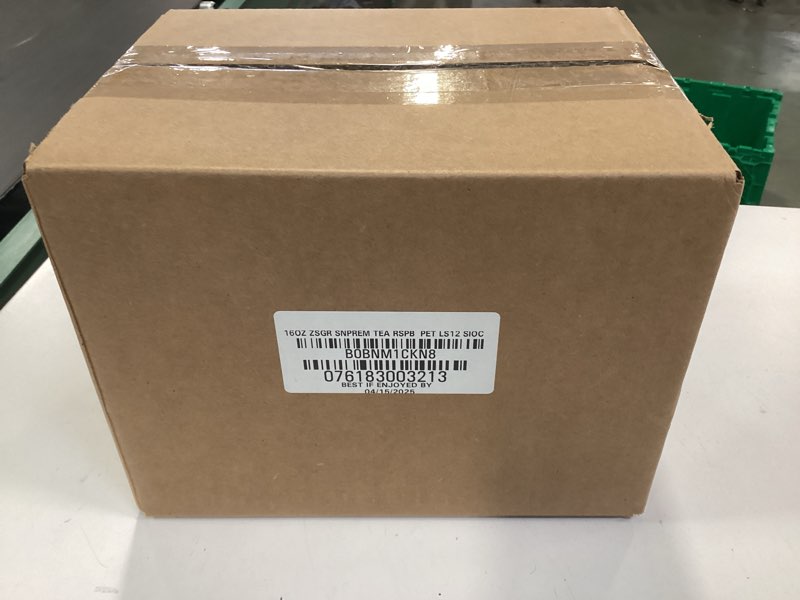 16OZ ZSGR SNPREM TEA RSPB PET LS12 SIOC
B0BNM1CKN8
076183003213
BEST IF ENJOYED BY
04/15/2025